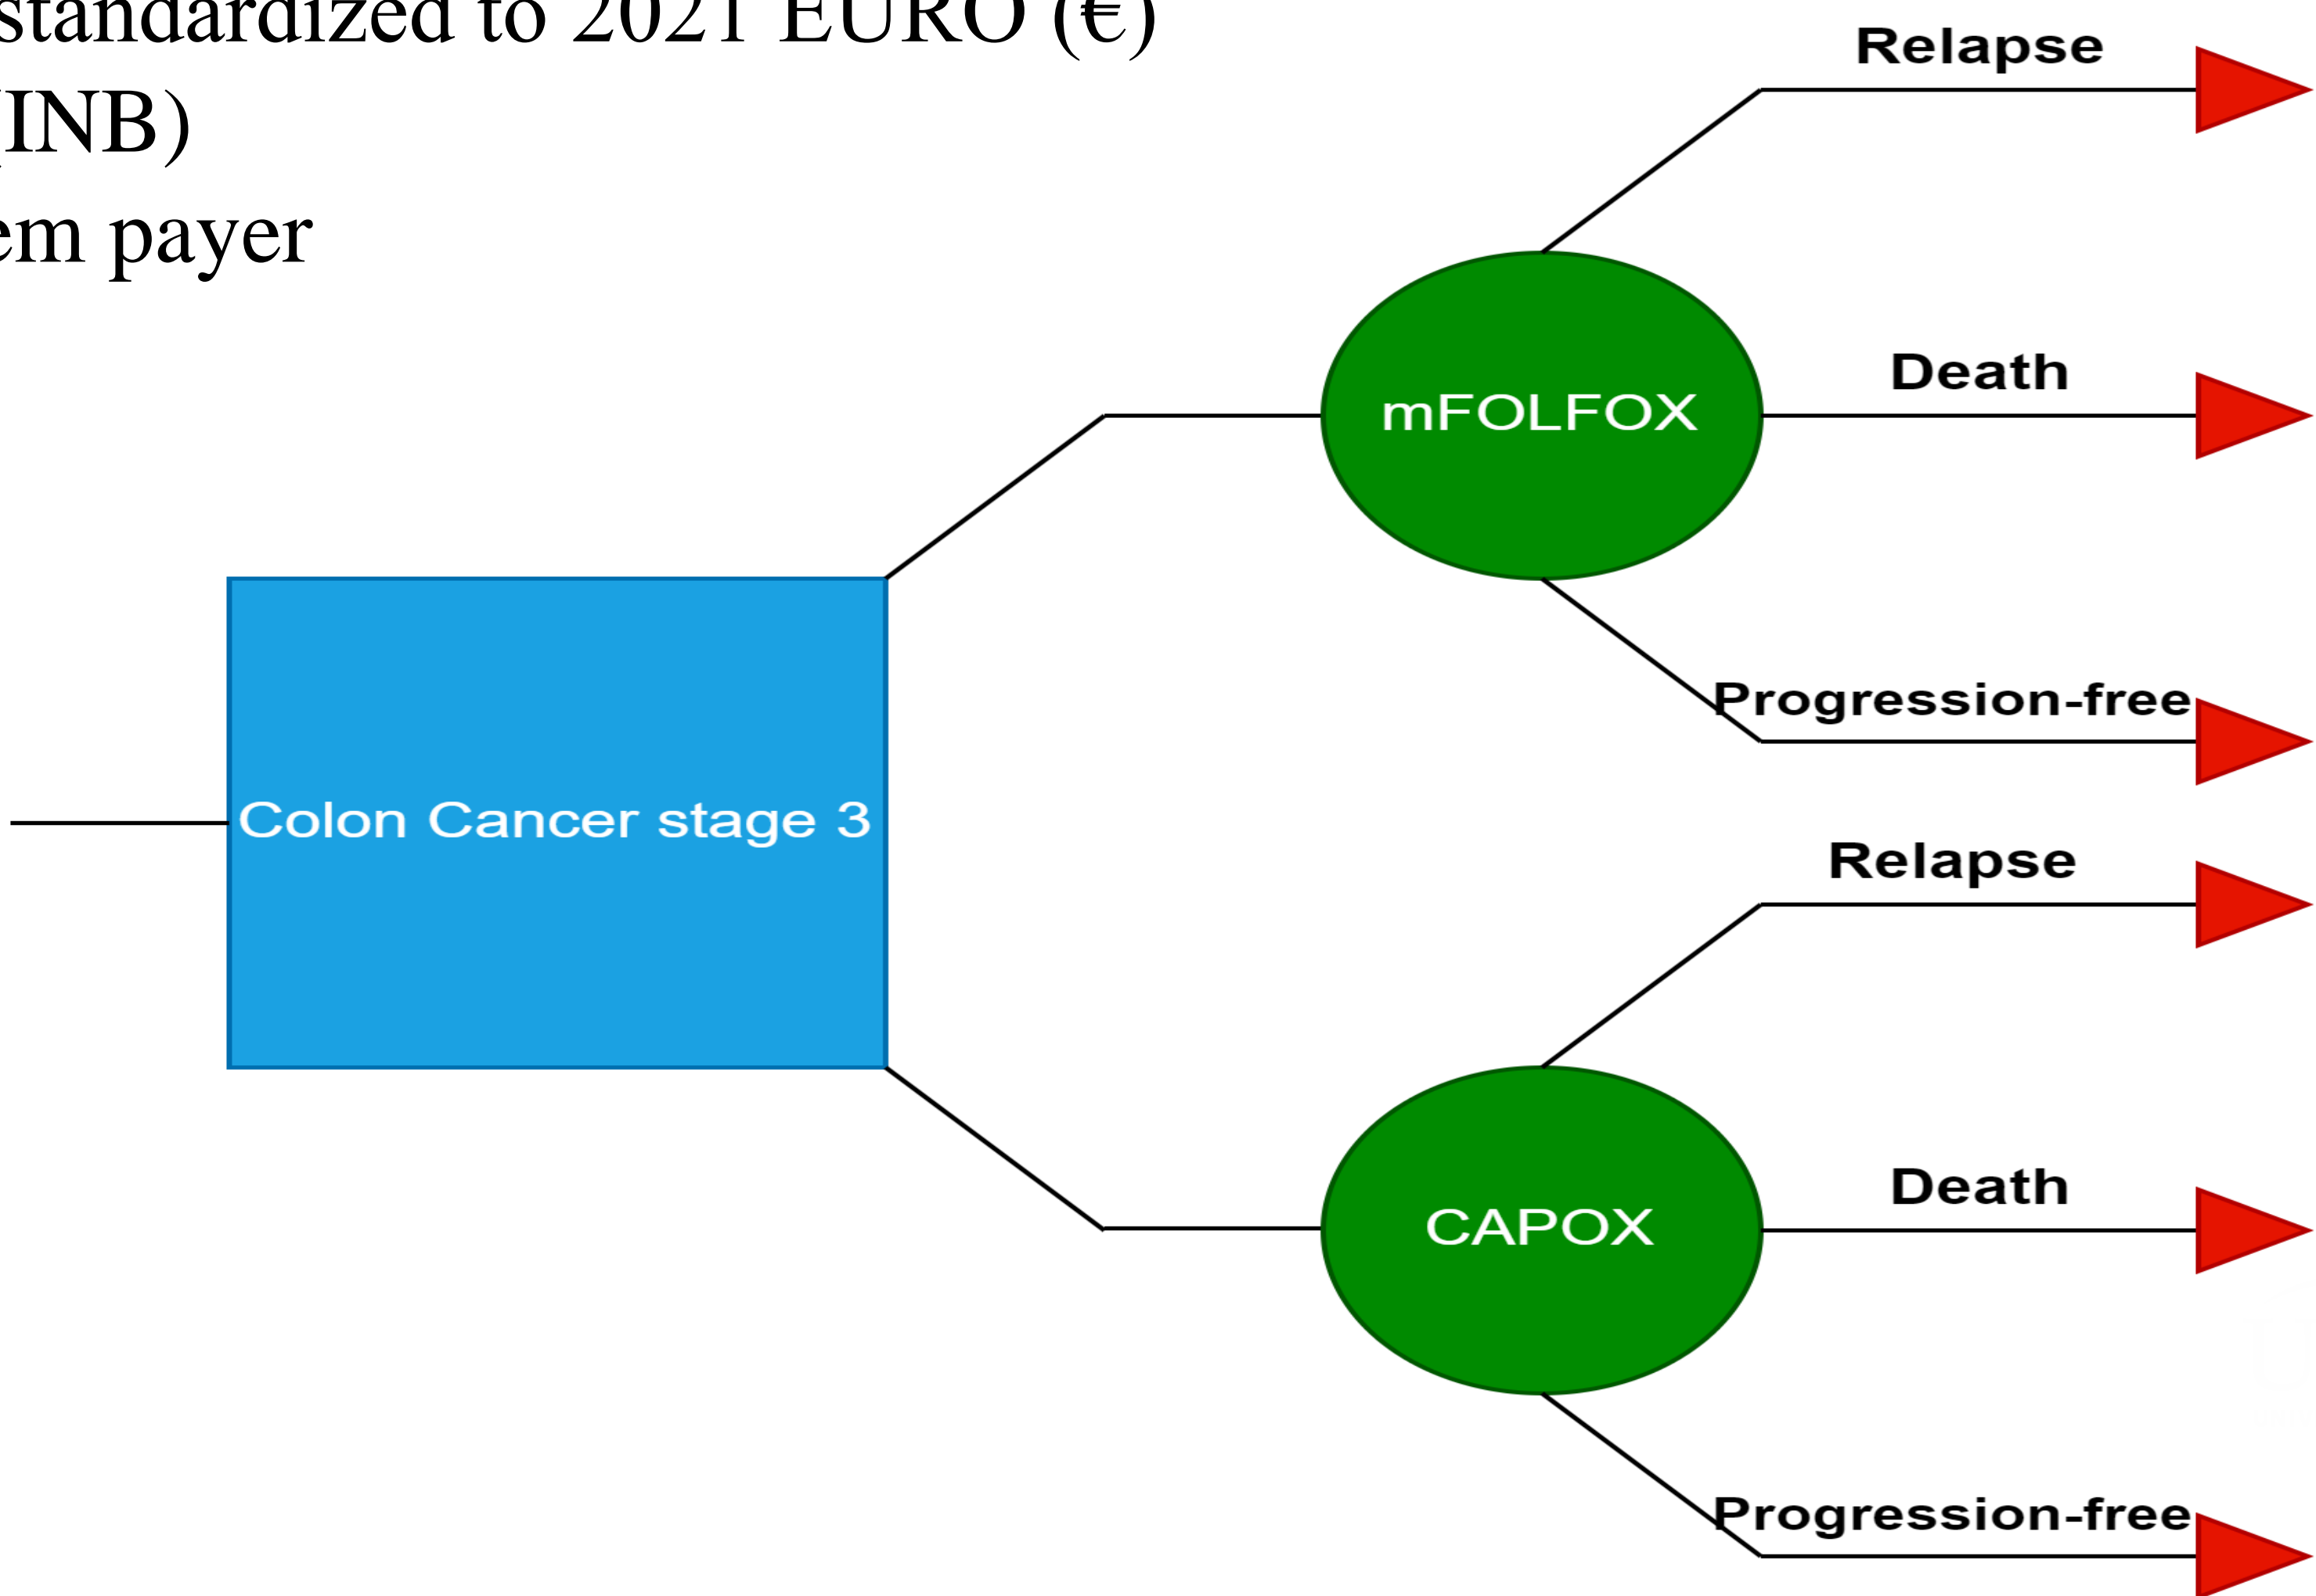 standardized to 2021 EURO (€)
(INB)
em payer
Relapse
Death
mFOLFOX
Progression-free
Colon Cancer stage 3
Relapse
Death
CAPOX
Progression-free